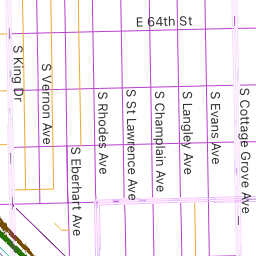 E 64th St
S King Dr
S Vernon Ave
S Eberhart Ave
S Rhodes Ave
S St Lawrence Ave
S Champlain Ave
S Langley Ave
S Evans Ave
S Cottage Grove Ave